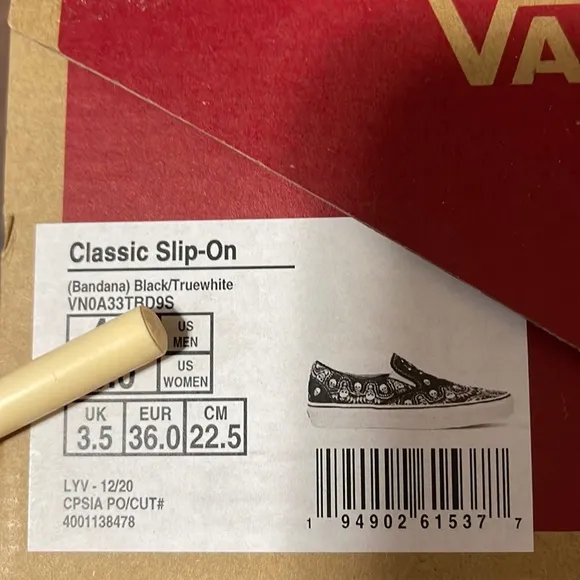 VA
Classic Slip-On
(Bandana) Black/Truewhite
VN0A33TBD9S
US MEN
US WOMEN
UK EUR CM
3.5 36.0 22.5
LYV - 12/20
CPSIA PO/CUT#
4001138478
1 94902 61537 7